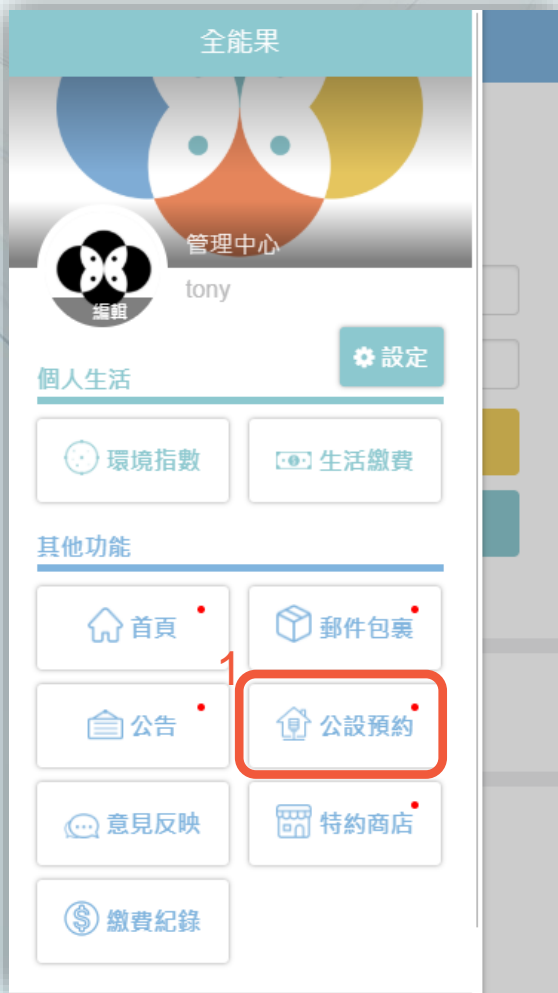 全能果
管理中心
tony
編輯
設定
個人生活
環境指數
生活繳費
其他功能
首頁
郵件包裹
1
公告
公設預約
意見反映
特約商店
繳費紀錄